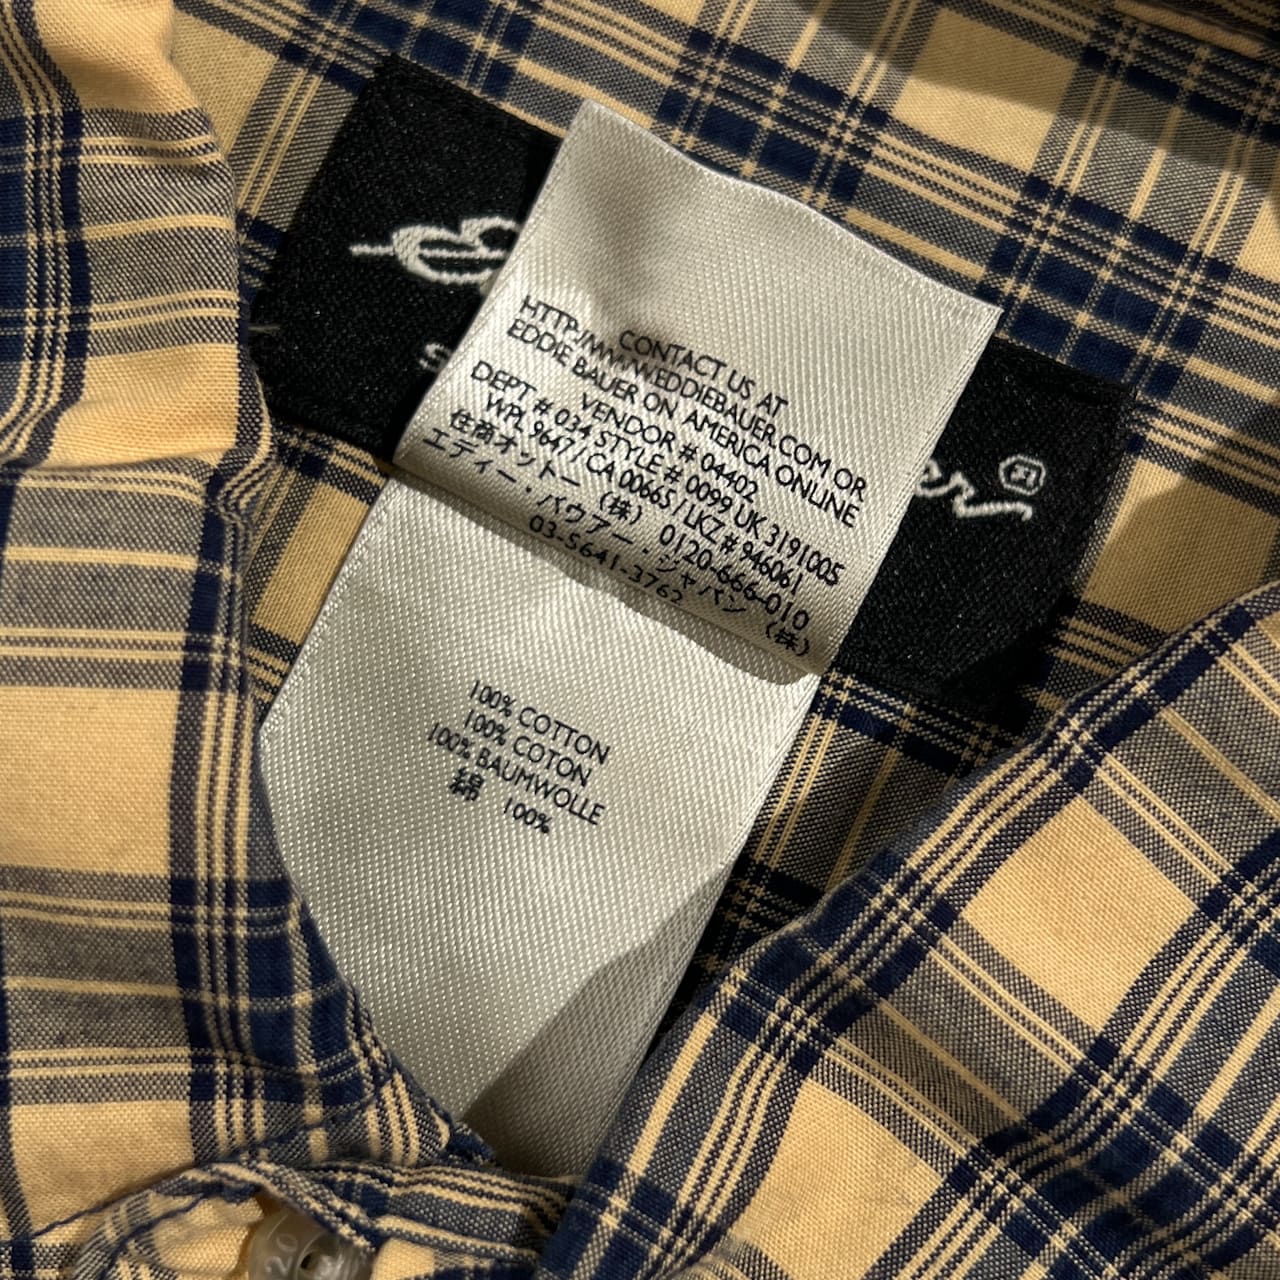 CONTACT US AT
HTTP://WWW.EDDIEBAUER.COM OR
EDDIE BAUER ON AMERICA ONLINE
VENDOR # 04402
DEPT # 034 STYLE # 0099 UK 3191005
WPL 9647 / CA 00665 / LKZ # 946061
住商オットー (株) 0120-666-010
エディー・バウアー・ジャパン (株)
03-5641-3762
100% COTTON
100% COTON
100% BAUMWOLLE
綿 100%